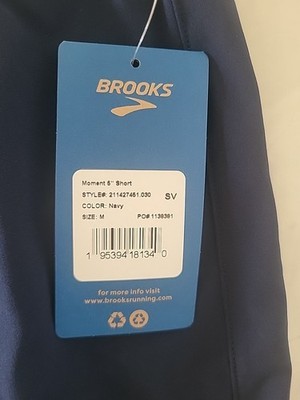 BROOKS
Moment 5" Short
STYLE#: 211427451.030 SV
COLOR: Navy
SIZE: M PO# 1139391
1 95394 18134 0
for more info visit
www.brooksrunning.com